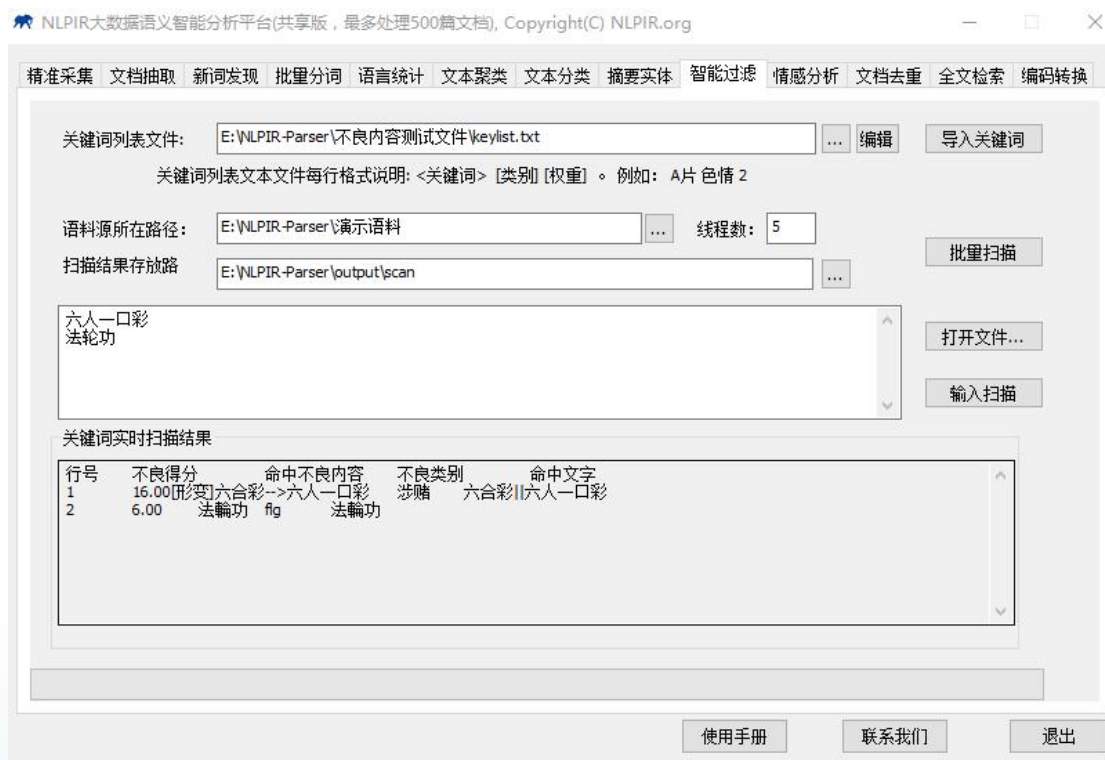 NLPIR大数据语义智能分析平台(共享版，最多处理500篇文档), Copyright(C) NLPIR.org
精准采集 文档抽取 新词发现 批量分词 语言统计 文本聚类 文本分类 摘要实体 智能过滤 情感分析 文档去重 全文检索 编码转换
关键词列表文件: E:\NLPIR-Parser\不良内容测试文件\keylist.txt ... 编辑 导入关键词
关键词列表文本文件每行格式说明: <关键词> [类别] [权重] 。 例如： A片 色情 2
语料源所在路径： E:\NLPIR-Parser\演示语料 ... 线程数： 5
批量扫描
扫描结果存放路 E:\NLPIR-Parser\output\scan ...
六人一口彩
法轮功
打开文件...
输入扫描
关键词实时扫描结果
行号 不良得分 命中不良内容 不良类别 命中文字
1 16.00[形变]六合彩-->六人一口彩 涉赌 六合彩||六人一口彩
2 6.00 法輪功 flg 法輪功
使用手册 联系我们 退出